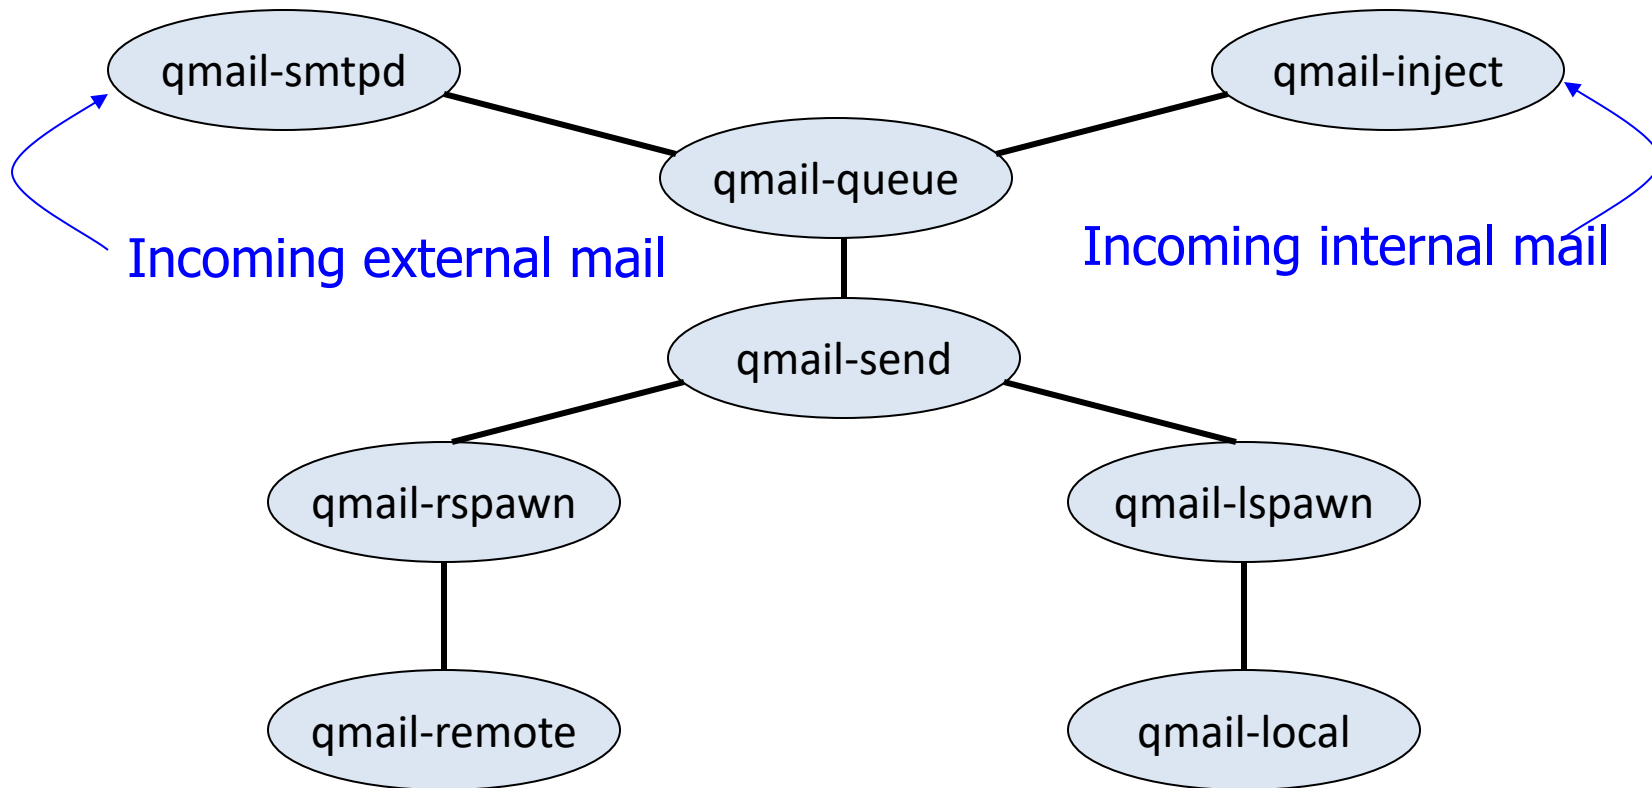 qmail-smtpd
qmail-inject
qmail-queue
Incoming external mail
Incoming internal mail
qmail-send
qmail-rspawn
qmail-lspawn
qmail-remote
qmail-local